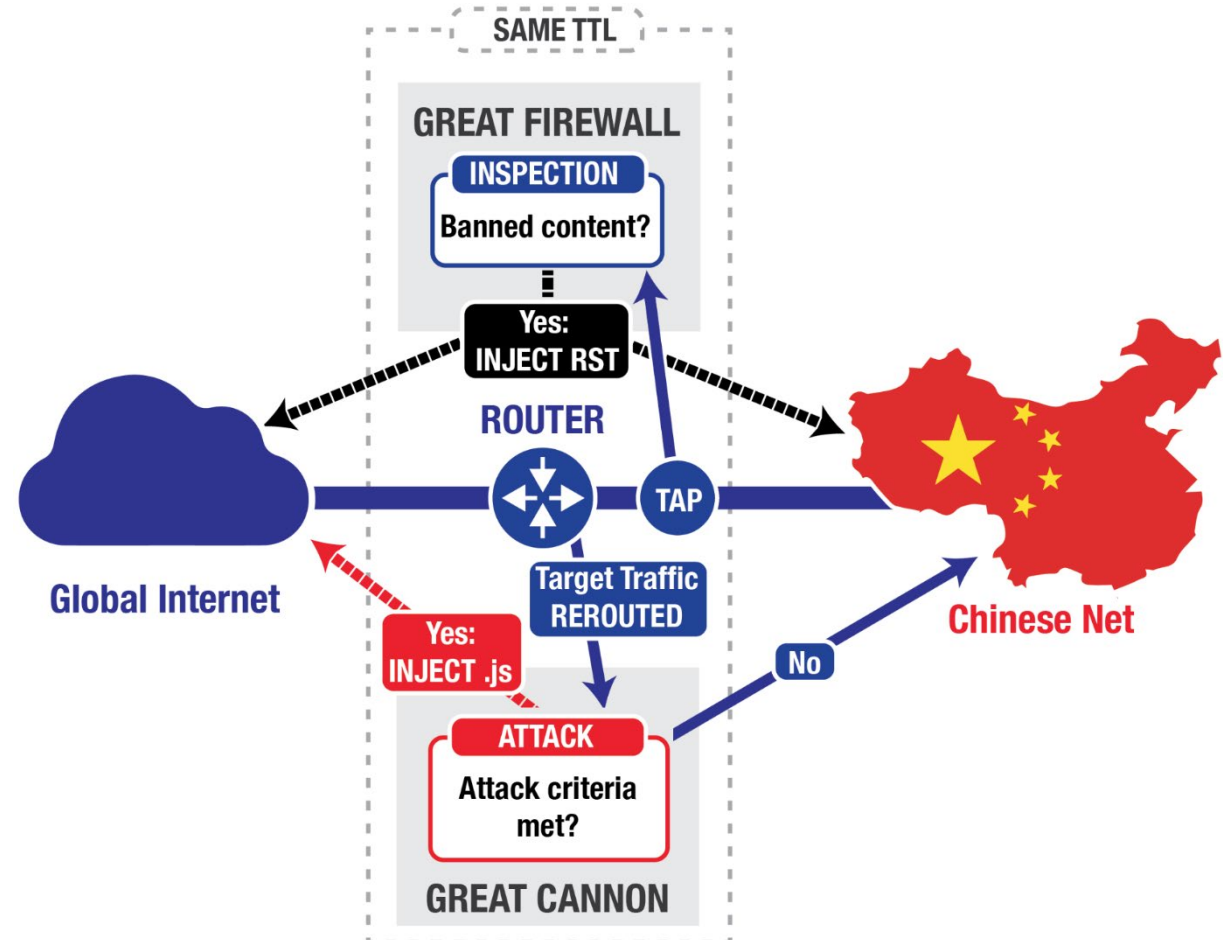 SAME TTL
GREAT FIREWALL
INSPECTION
Banned content?
Yes:
INJECT RST
ROUTER
TAP
Global Internet
Target Traffic
REROUTED
Chinese Net
Yes:
INJECT .js
No
ATTACK
Attack criteria
met?
GREAT CANNON